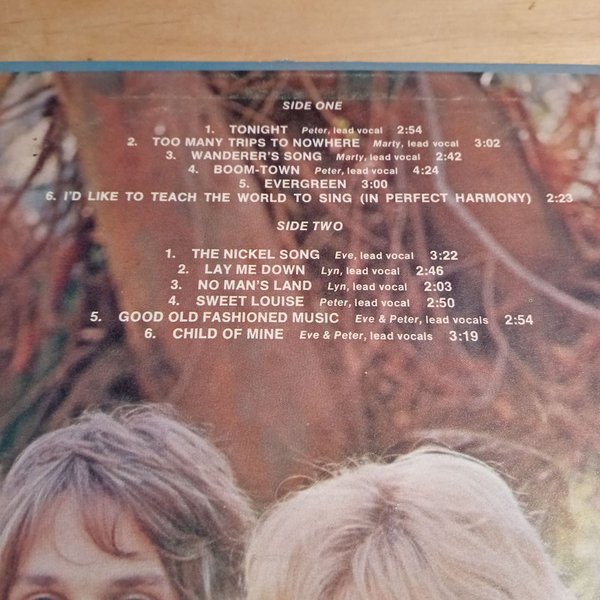 SIDE ONE
1. TONIGHT Peter, lead vocal 2:54
2. TOO MANY TRIPS TO NOWHERE Marty, lead vocal 3:02
3. WANDERER'S SONG Marty, lead vocal 2:42
4. BOOM-TOWN Peter, lead vocal 4:24
5. EVERGREEN 3:00
6. I'D LIKE TO TEACH THE WORLD TO SING (IN PERFECT HARMONY) 2:23
SIDE TWO
1. THE NICKEL SONG Eve, lead vocal 3:22
2. LAY ME DOWN Lyn, lead vocal 2:46
3. NO MAN'S LAND Lyn, lead vocal 2:03
4. SWEET LOUISE Peter, lead vocal 2:50
5. GOOD OLD FASHIONED MUSIC Eve & Peter, lead vocals 2:54
6. CHILD OF MINE Eve & Peter, lead vocals 3:19